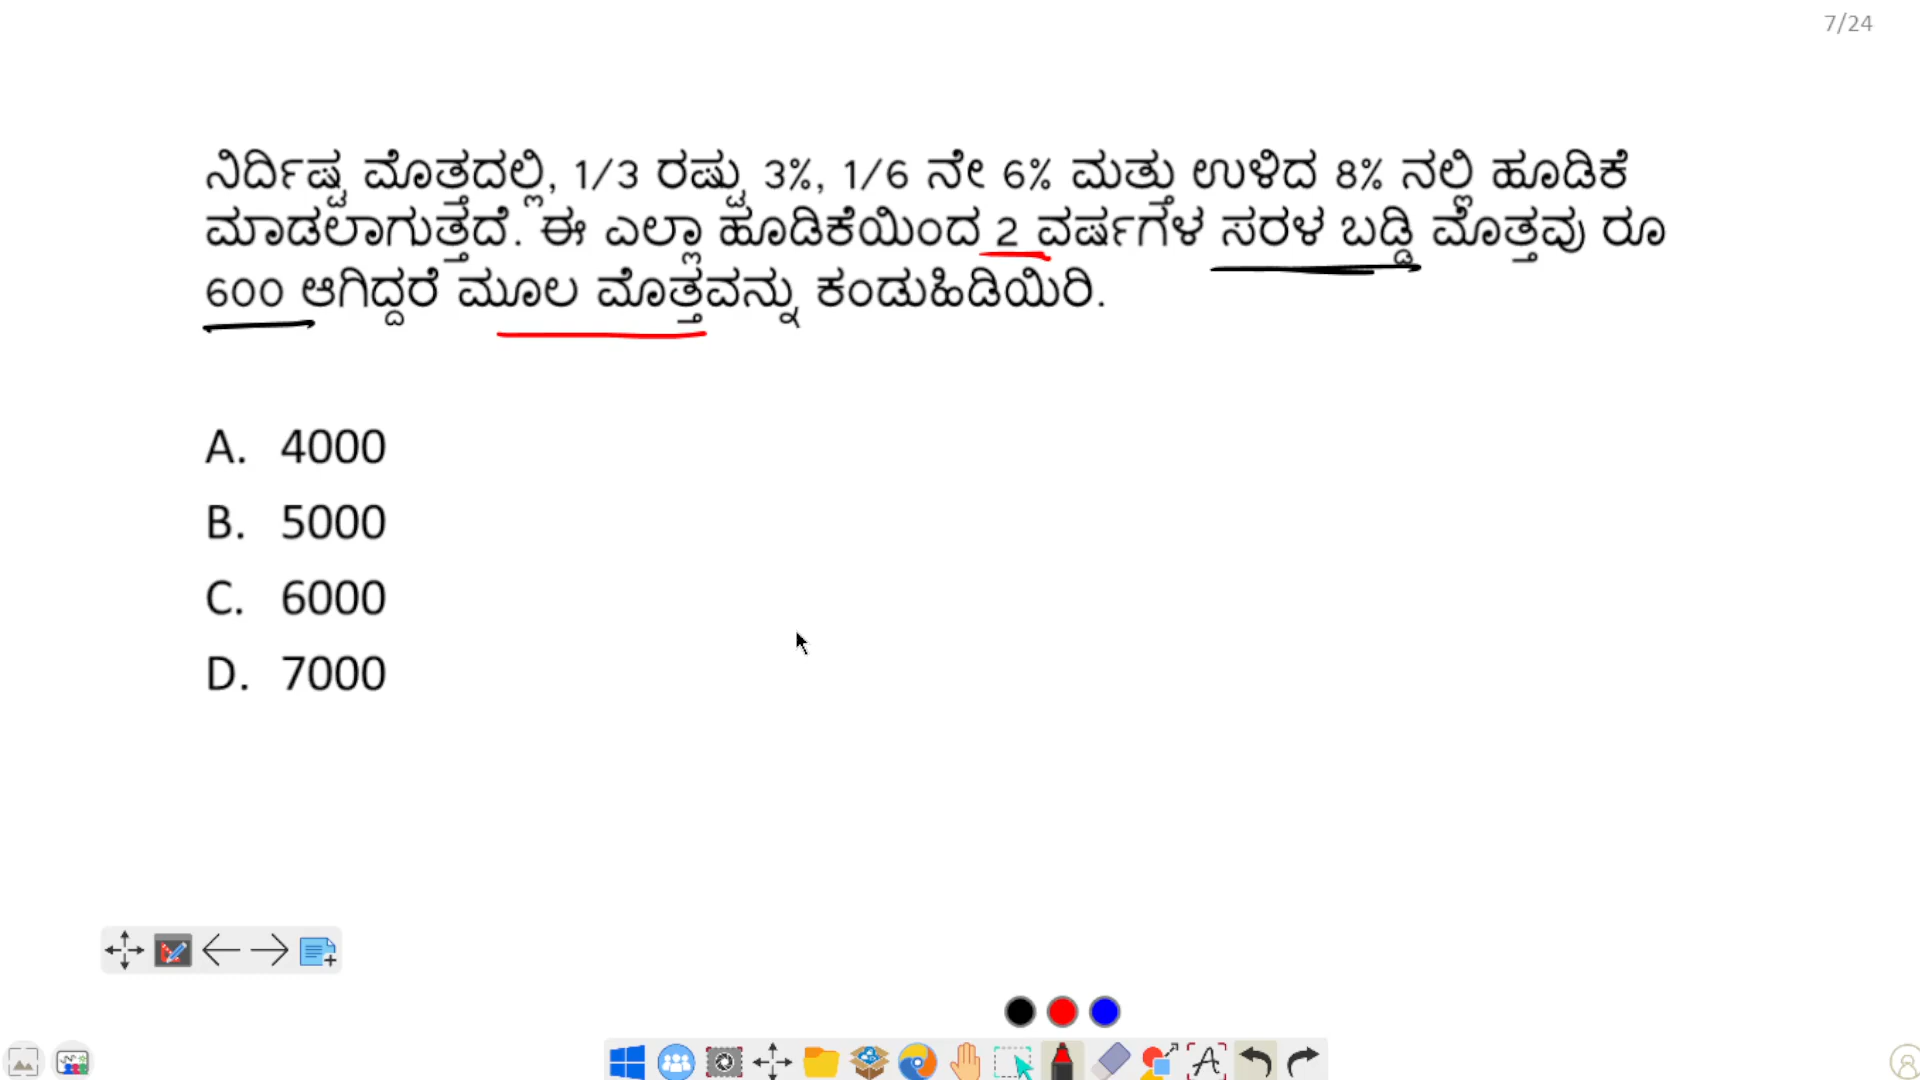 7/24
ನಿರ್ದಿಷ್ಟ ಮೊತ್ತದಲ್ಲಿ, 1/3 ರಷ್ಟು 3%, 1/6 ನೇ 6% ಮತ್ತು ಉಳಿದ 8% ನಲ್ಲಿ ಹೂಡಿಕೆ
ಮಾಡಲಾಗುತ್ತದೆ. ಈ ಎಲ್ಲಾ ಹೂಡಿಕೆಯಿಂದ 2 ವರ್ಷಗಳ ಸರಳ ಬಡ್ಡಿ ಮೊತ್ತವು ರೂ
600 ಆಗಿದ್ದರೆ ಮೂಲ ಮೊತ್ತವನ್ನು ಕಂಡುಹಿಡಿಯಿರಿ.
A. 4000
B. 5000
C. 6000
D. 7000